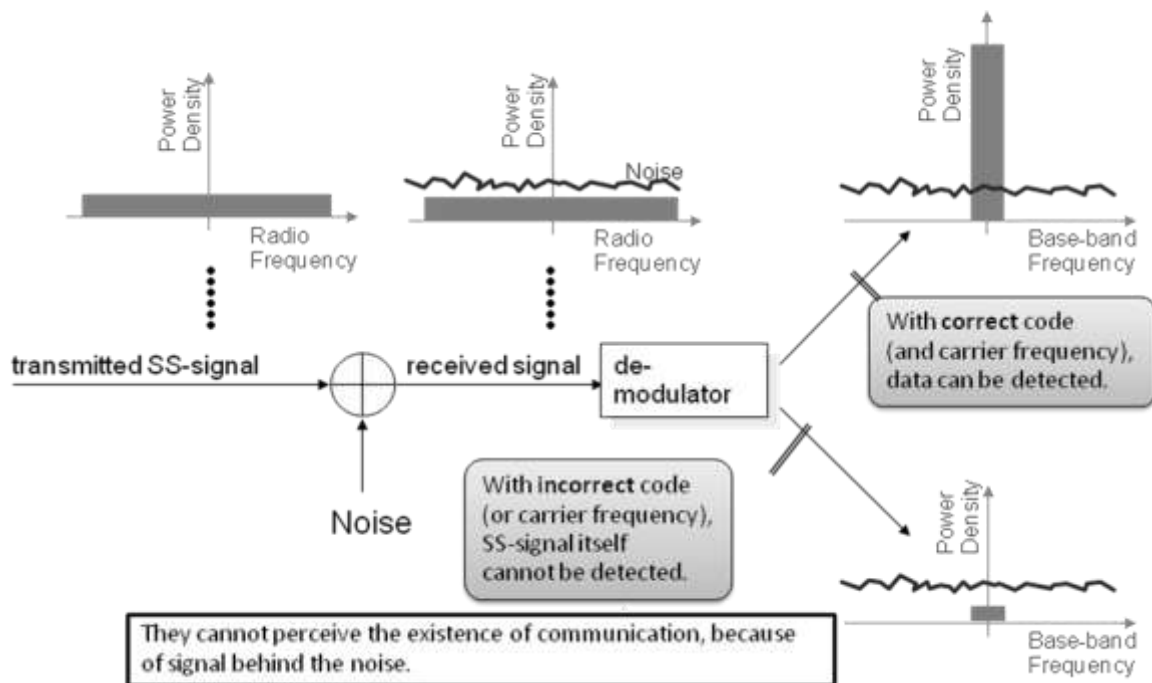 Power
Density
Radio
Frequency
Power
Density
Noise
Radio
Frequency
Power
Density
Base-band
Frequency
With correct code
(and carrier frequency),
data can be detected.
transmitted SS-signal
received signal
de-
modulator
Noise
With incorrect code
(or carrier frequency),
SS-signal itself
cannot be detected.
Power
Density
Base-band
Frequency
They cannot perceive the existence of communication, because
of signal behind the noise.